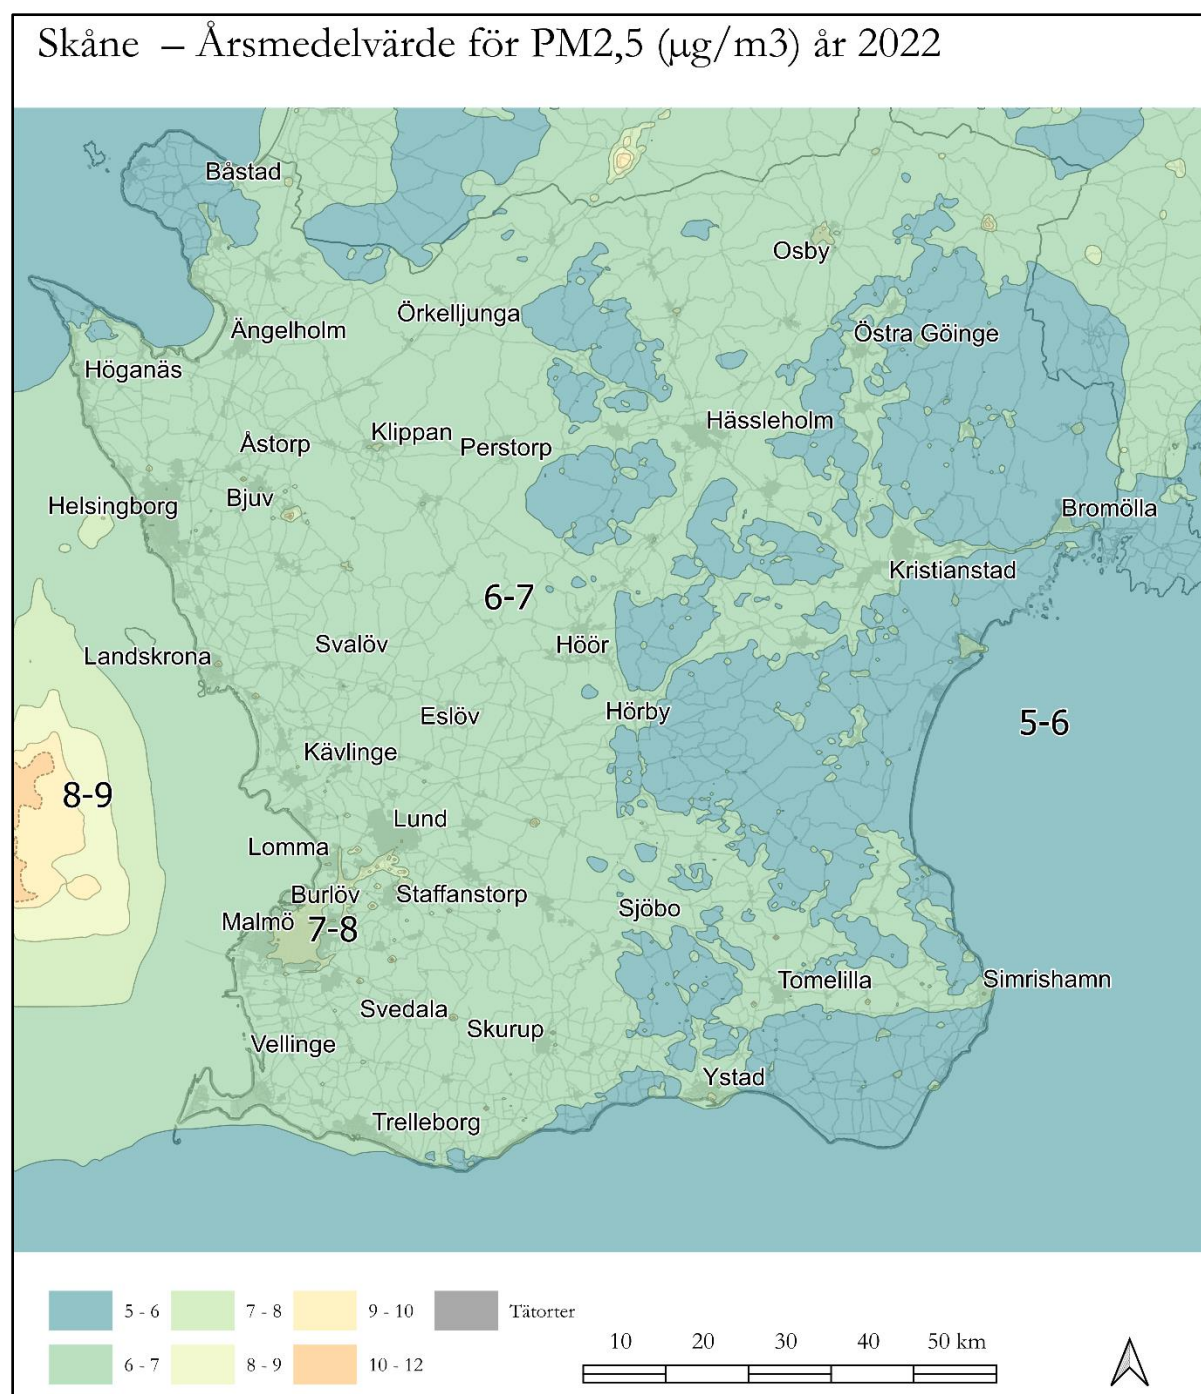 Skåne – Årsmedelvärde för PM2,5 (µg/m3) år 2022
Båstad
Osby
Örkelljunga
Ängelholm
Östra Göinge
Höganäs
Hässleholm
Klippan
Åstorp
Perstorp
Bjuv
Helsingborg
Bromölla
Kristianstad
6-7
Svalöv
Höör
Landskrona
Eslöv
Hörby
5-6
Kävlinge
8-9
Lund
Lomma
Burlöv
Staffanstorp
Sjöbo
Malmö
7-8
Tomelilla
Simrishamn
Svedala
Skurup
Vellinge
Ystad
Trelleborg
5 - 6
7 - 8
9 - 10
Tätorter
6 - 7
8 - 9
10 - 12
10 20 30 40 50 km